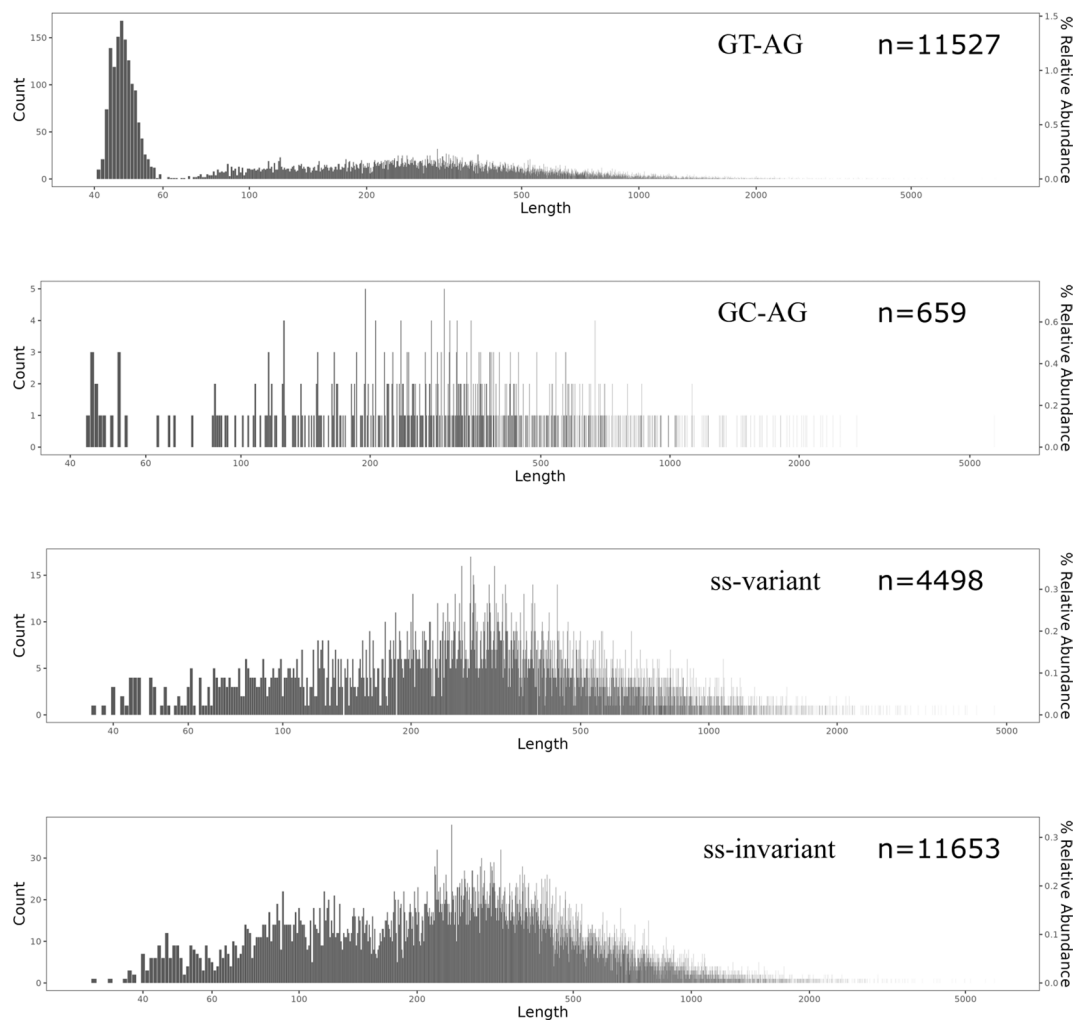 GT-AG n=11527
Count
150
100
50
0
% Relative Abundance
1.5
1.0
0.5
0.0
40 60 100 200 500 1000 2000 5000
Length
GC-AG n=659
Count
5
4
3
2
1
0
% Relative Abundance
0.6
0.4
0.2
0.0
40 60 100 200 500 1000 2000 5000
Length
ss-variant n=4498
Count
15
10
5
0
% Relative Abundance
0.3
0.2
0.1
0.0
40 60 100 200 500 1000 2000 5000
Length
ss-invariant n=11653
Count
30
20
10
0
% Relative Abundance
0.3
0.2
0.1
0.0
40 60 100 200 500 1000 2000 5000
Length